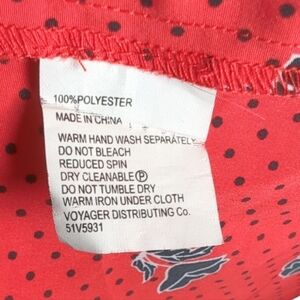 100%POLYESTER
MADE IN CHINA
WARM HAND WASH SEPARATELY
DO NOT BLEACH
REDUCED SPIN
DRY CLEANABLE Ⓟ
DO NOT TUMBLE DRY
WARM IRON UNDER CLOTH
VOYAGER DISTRIBUTING Co.
51V5931